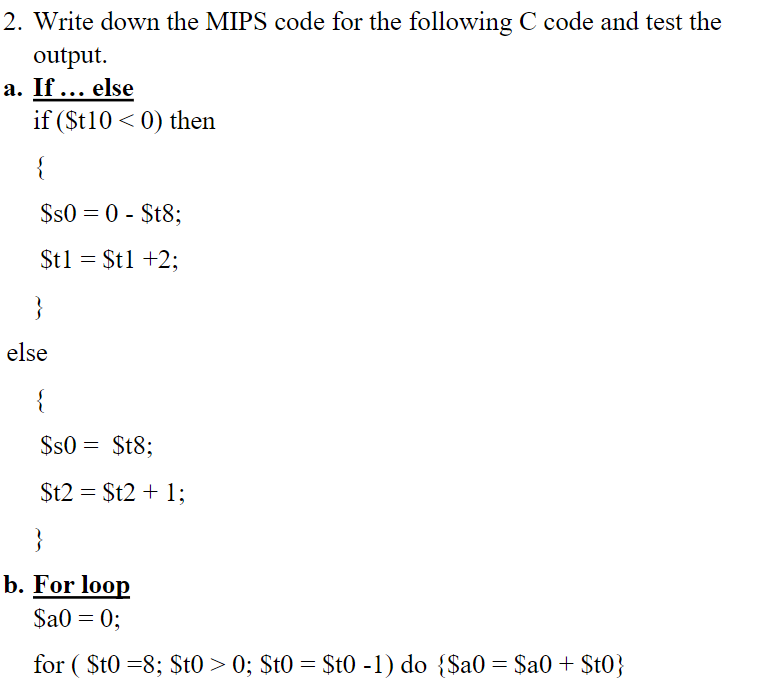 2. Write down the MIPS code for the following C code and test the
output.
a. If ... else
if ($t10 < 0) then
{
$s0 = 0 - $t8;
$t1 = $t1 +2;
}
else
{
$s0 = $t8;
$t2 = $t2 + 1;
}
b. For loop
$a0 = 0;
for ( $t0 =8; $t0 > 0; $t0 = $t0 -1) do {$a0 = $a0 + $t0}